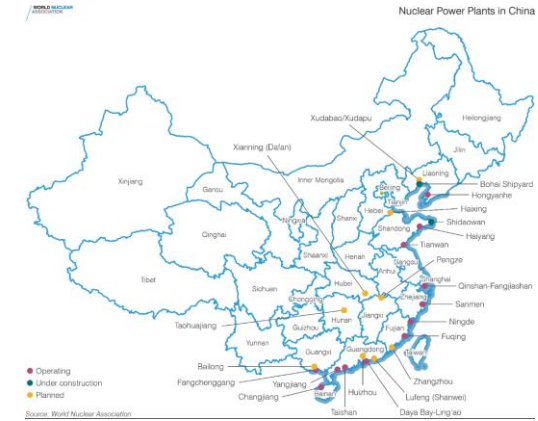 WORLD NUCLEAR
ASSOCIATION
Nuclear Power Plants in China
Heilongjiang
Xudabao/Xudapu
Jilin
Xianning (Dafan)
Liaoning
Inner Mongolia
Bohai Shipyard
Xinjiang
Gansu
Beijing
Hongyanhe
Tianjin
Haixing
Hebei
Ningxia
Shanxi
Shidaowan
Shandong
Haiyang
Qinghai
Tianwan
Shaanxi
Henan
Jiangsu
Pengze
Anhui
Tibet
Shanghai
Hubei
Qinshan-Fangjiashan
Sichuan
Chongqing
Zhejiang
Sanmen
Taohuajiang
Hunan
Jiangxi
Ningde
Guizhou
Fujian
Fuqing
Yunnan
Guangxi
Guangdong
Taiwan
Bailong
Operating
Fangchenggang
Zhangzhou
Under construction
Yangjiang
Huizhou
Changjiang
Hainan
Lufeng (Shanwei)
Planned
Taishan
Daya Bay-Ling'ao
Source: World Nuclear Association